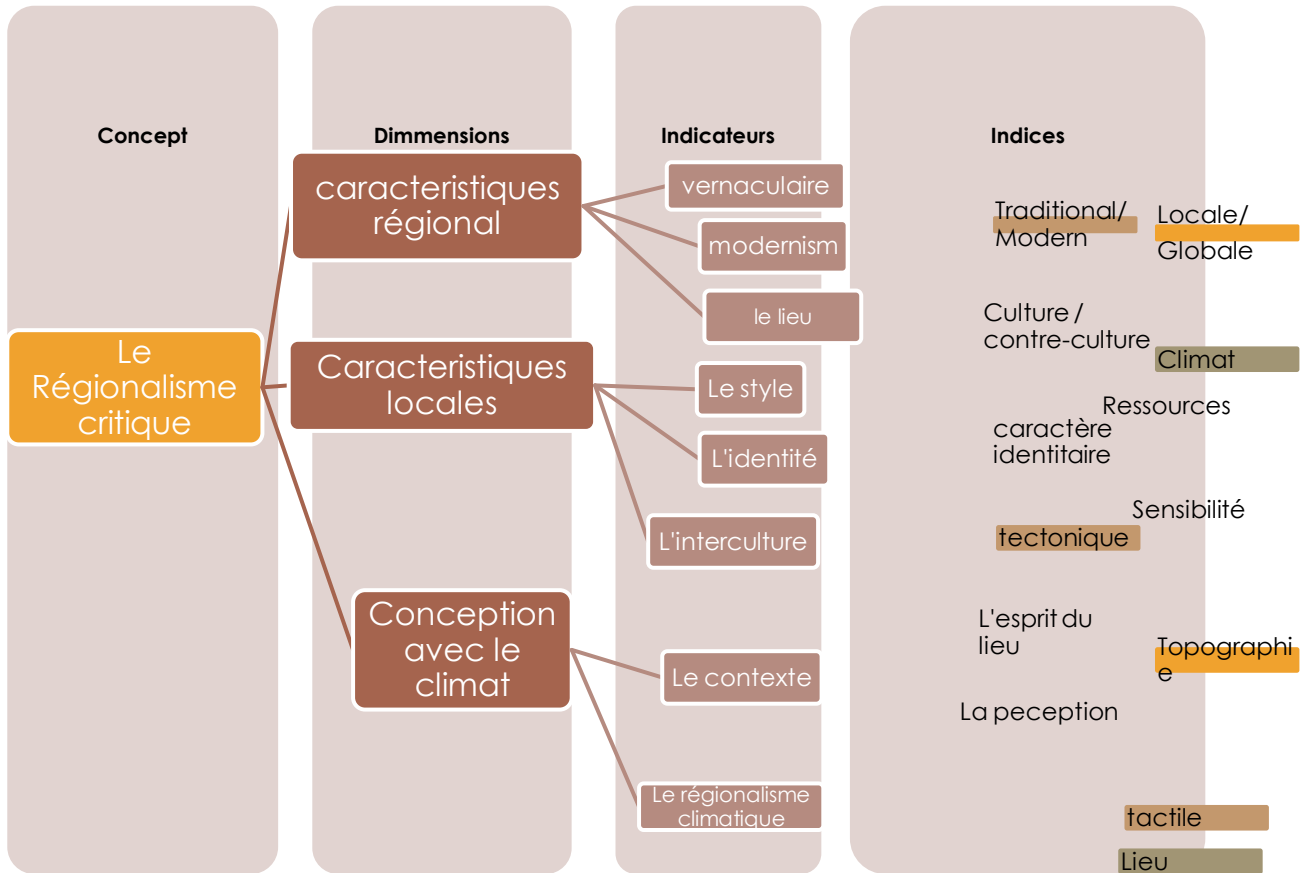 Concept
Dimmensions
Indicateurs
Indices
Le
Régionalisme
critique
caracteristiques
régional
Caracteristiques
locales
Conception
avec le
climat
vernaculaire
modernism
le lieu
Le style
L'identité
L'interculture
Le contexte
Le régionalisme
climatique
Traditional/
Modern
Locale/
Globale
Culture /
contre-culture
Climat
Ressources
caractère
identitaire
Sensibilité
tectonique
L'esprit du
lieu
Topographi
e
La peception
tactile
Lieu